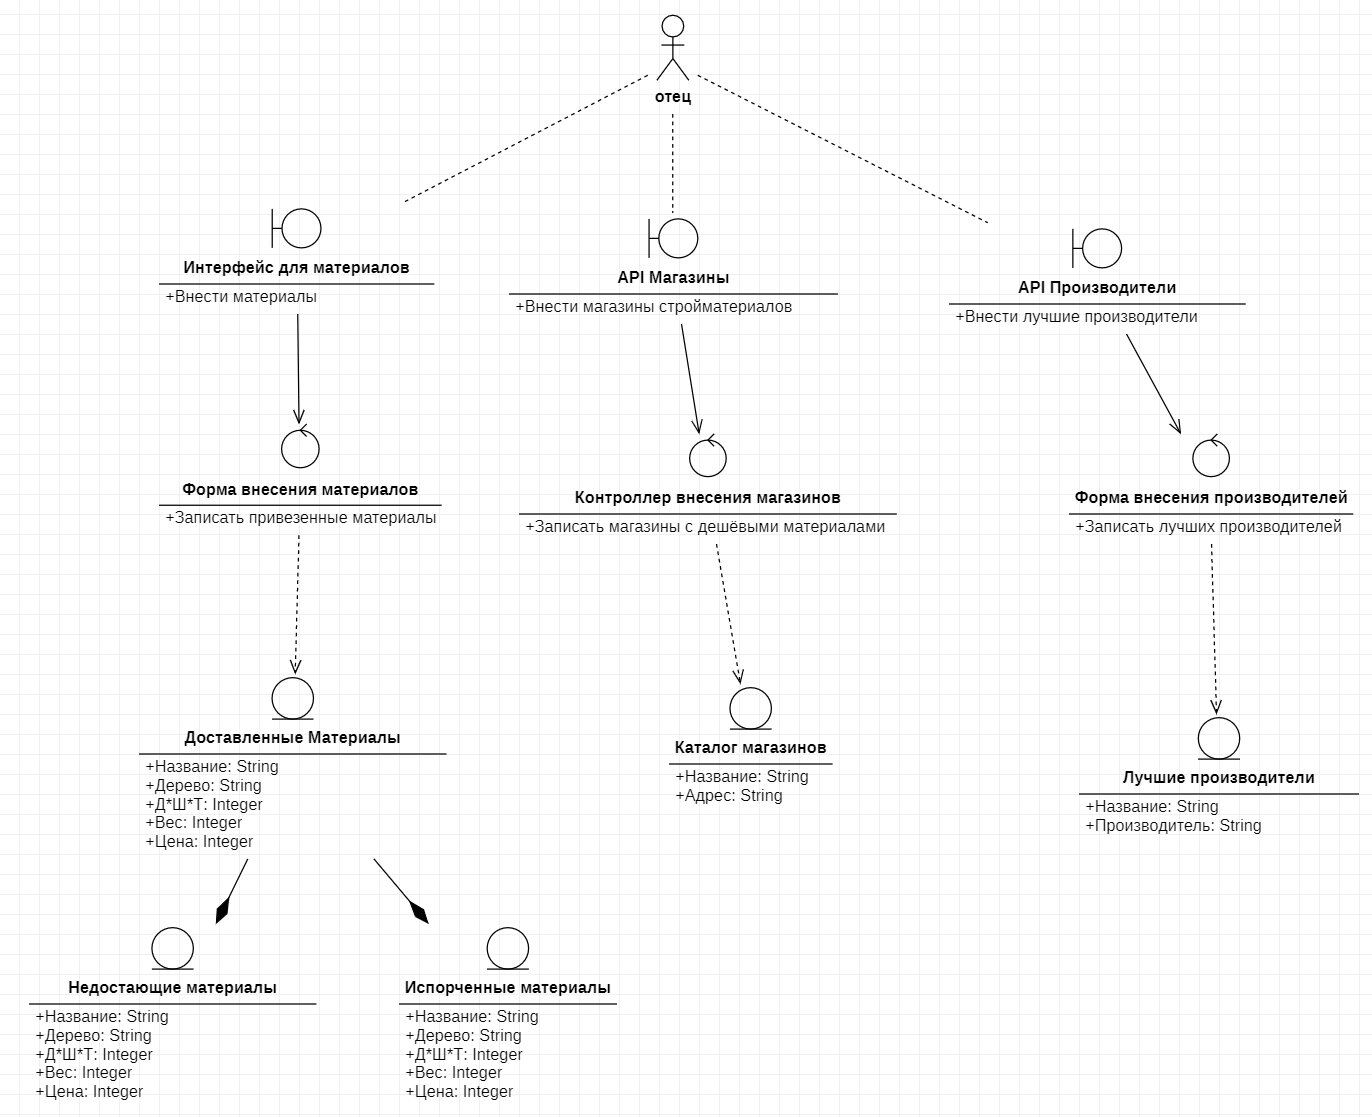 отец
Интерфейс для материалов
+Внести материалы
API Магазины
+Внести магазины стройматериалов
API Производители
+Внести лучшие производители
Форма внесения материалов
+Записать привезенные материалы
Контроллер внесения магазинов
+Записать магазины с дешёвыми материалами
Форма внесения производителей
+Записать лучших производителей
Доставленные Материалы
+Название: String
+Дерево: String
+Д*Ш*Т: Integer
+Вес: Integer
+Цена: Integer
Каталог магазинов
+Название: String
+Адрес: String
Лучшие производители
+Название: String
+Производитель: String
Недостающие материалы
+Название: String
+Дерево: String
+Д*Ш*Т: Integer
+Вес: Integer
+Цена: Integer
Испорченные материалы
+Название: String
+Дерево: String
+Д*Ш*Т: Integer
+Вес: Integer
+Цена: Integer